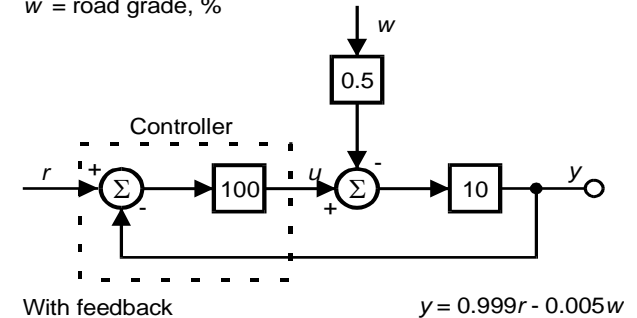 w = road grade, %
w
0.5
Controller
r
+
Σ
-
100
u
+
Σ
-
10
y
With feedback
y = 0.999r - 0.005w